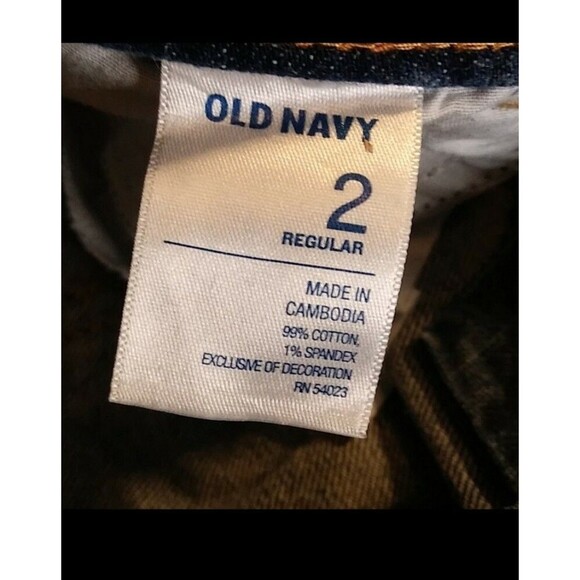 OLD NAVY
2
REGULAR
MADE IN
CAMBODIA
99% COTTON,
1% SPANDEX
EXCLUSIVE OF DECORATION
RN 54023